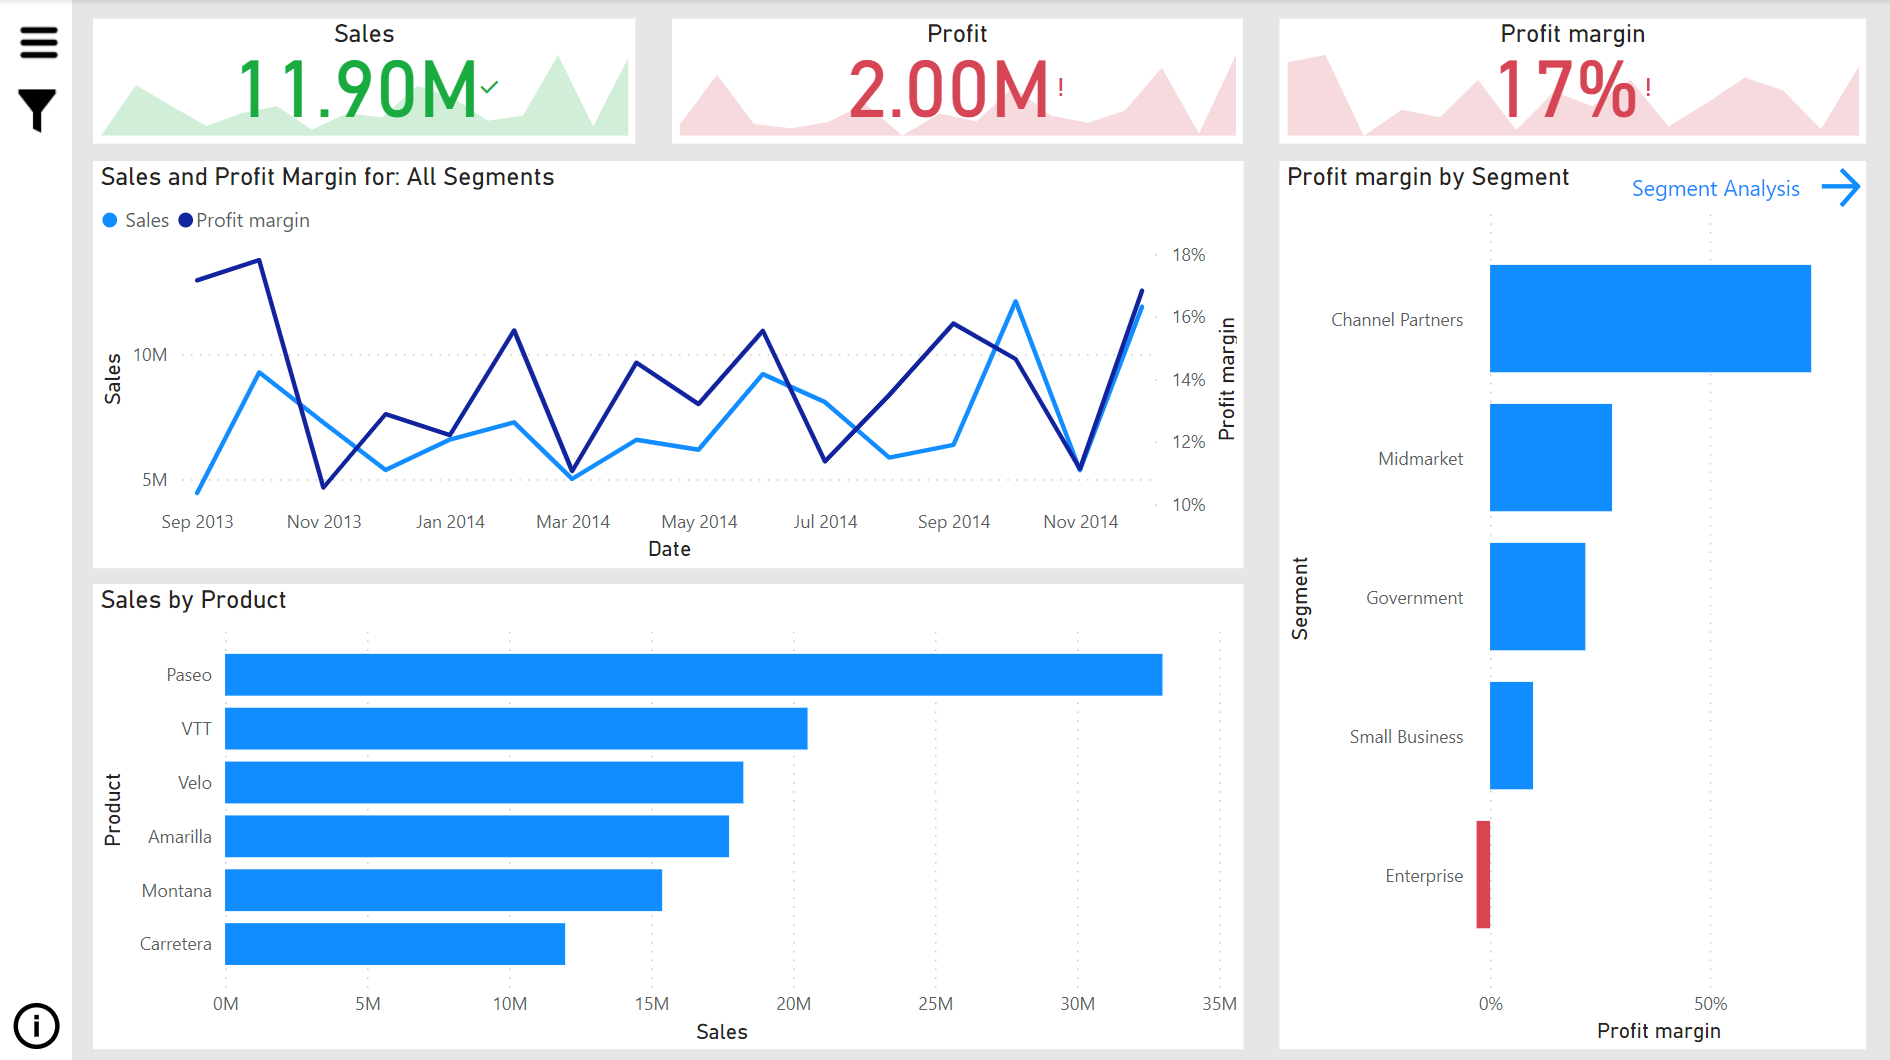 Sales
11.90M
Profit
2.00M!
Profit margin
17%!
Sales and Profit Margin for: All Segments
Sales
Profit margin
Sales
10M
5M
18%
16%
14%
12%
10%
Profit margin
Sep 2013
Nov 2013
Jan 2014
Mar 2014
May 2014
Jul 2014
Sep 2014
Nov 2014
Date
Sales by Product
Product
Paseo
VTT
Velo
Amarilla
Montana
Carretera
0M
5M
10M
15M
20M
25M
30M
35M
Sales
Profit margin by Segment
Segment Analysis
Segment
Channel Partners
Midmarket
Government
Small Business
Enterprise
0%
50%
Profit margin